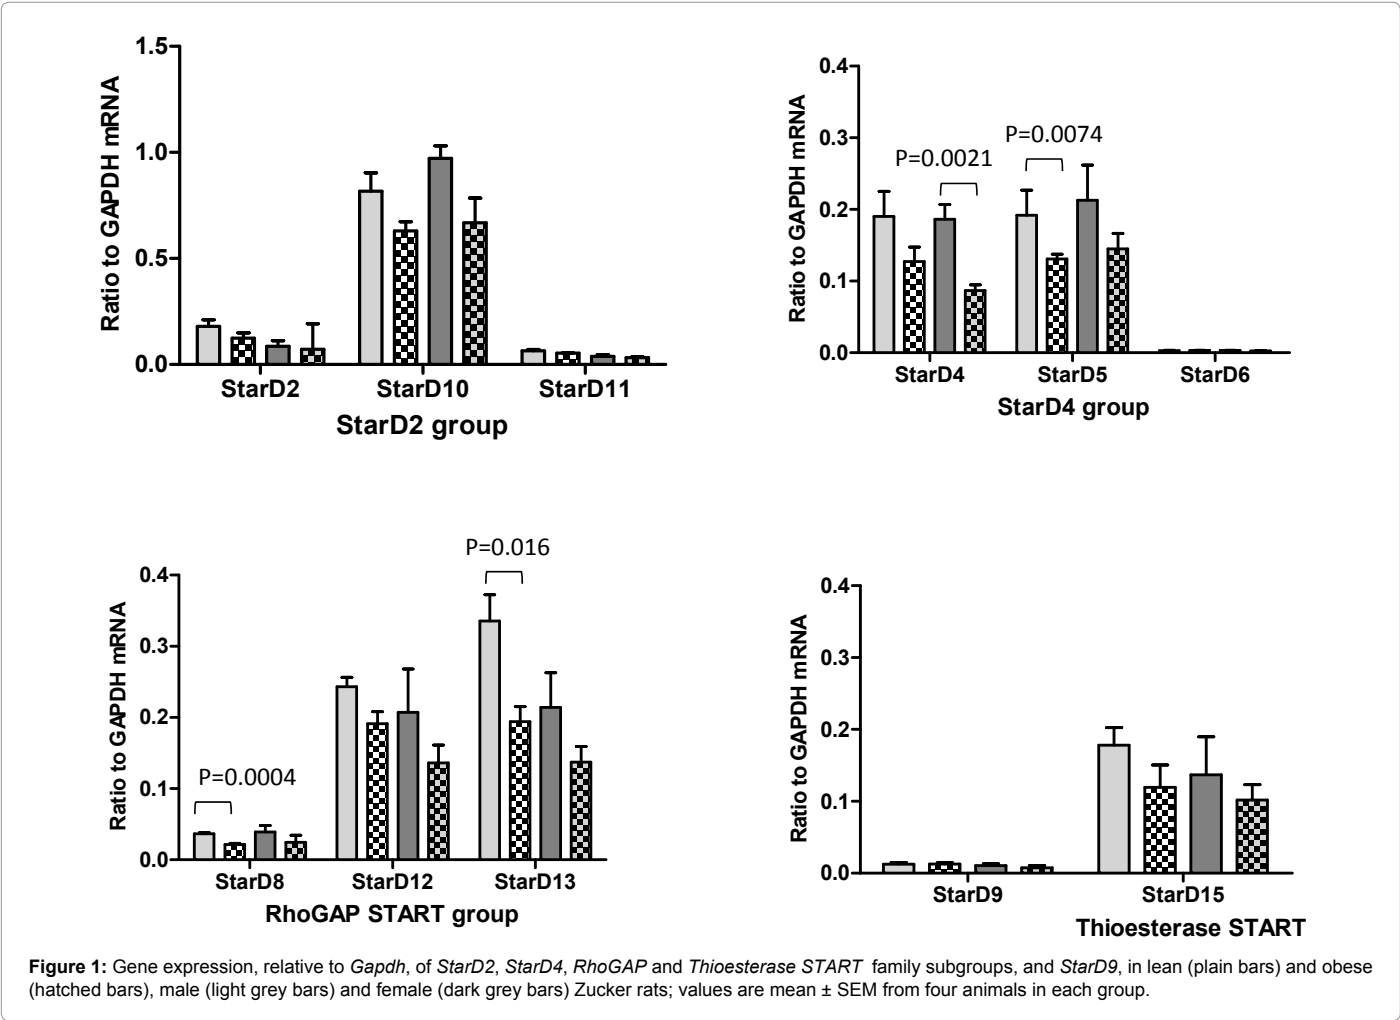 1.5
1.0
0.5
0.0
Ratio to GAPDH mRNA
StarD2 StarD10 StarD11
StarD2 group
0.4
0.3
0.2
0.1
0.0
Ratio to GAPDH mRNA
P=0.0021
P=0.0074
StarD4 StarD5 StarD6
StarD4 group
0.4
0.3
0.2
0.1
0.0
Ratio to GAPDH mRNA
P=0.0004
P=0.016
StarD8 StarD12 StarD13
RhoGAP START group
0.4
0.3
0.2
0.1
0.0
Ratio to GAPDH mRNA
StarD9 StarD15
Thioesterase START
Figure 1: Gene expression, relative to Gapdh, of StarD2, StarD4, RhoGAP and Thioesterase START family subgroups, and StarD9, in lean (plain bars) and obese
(hatched bars), male (light grey bars) and female (dark grey bars) Zucker rats; values are mean ± SEM from four animals in each group.